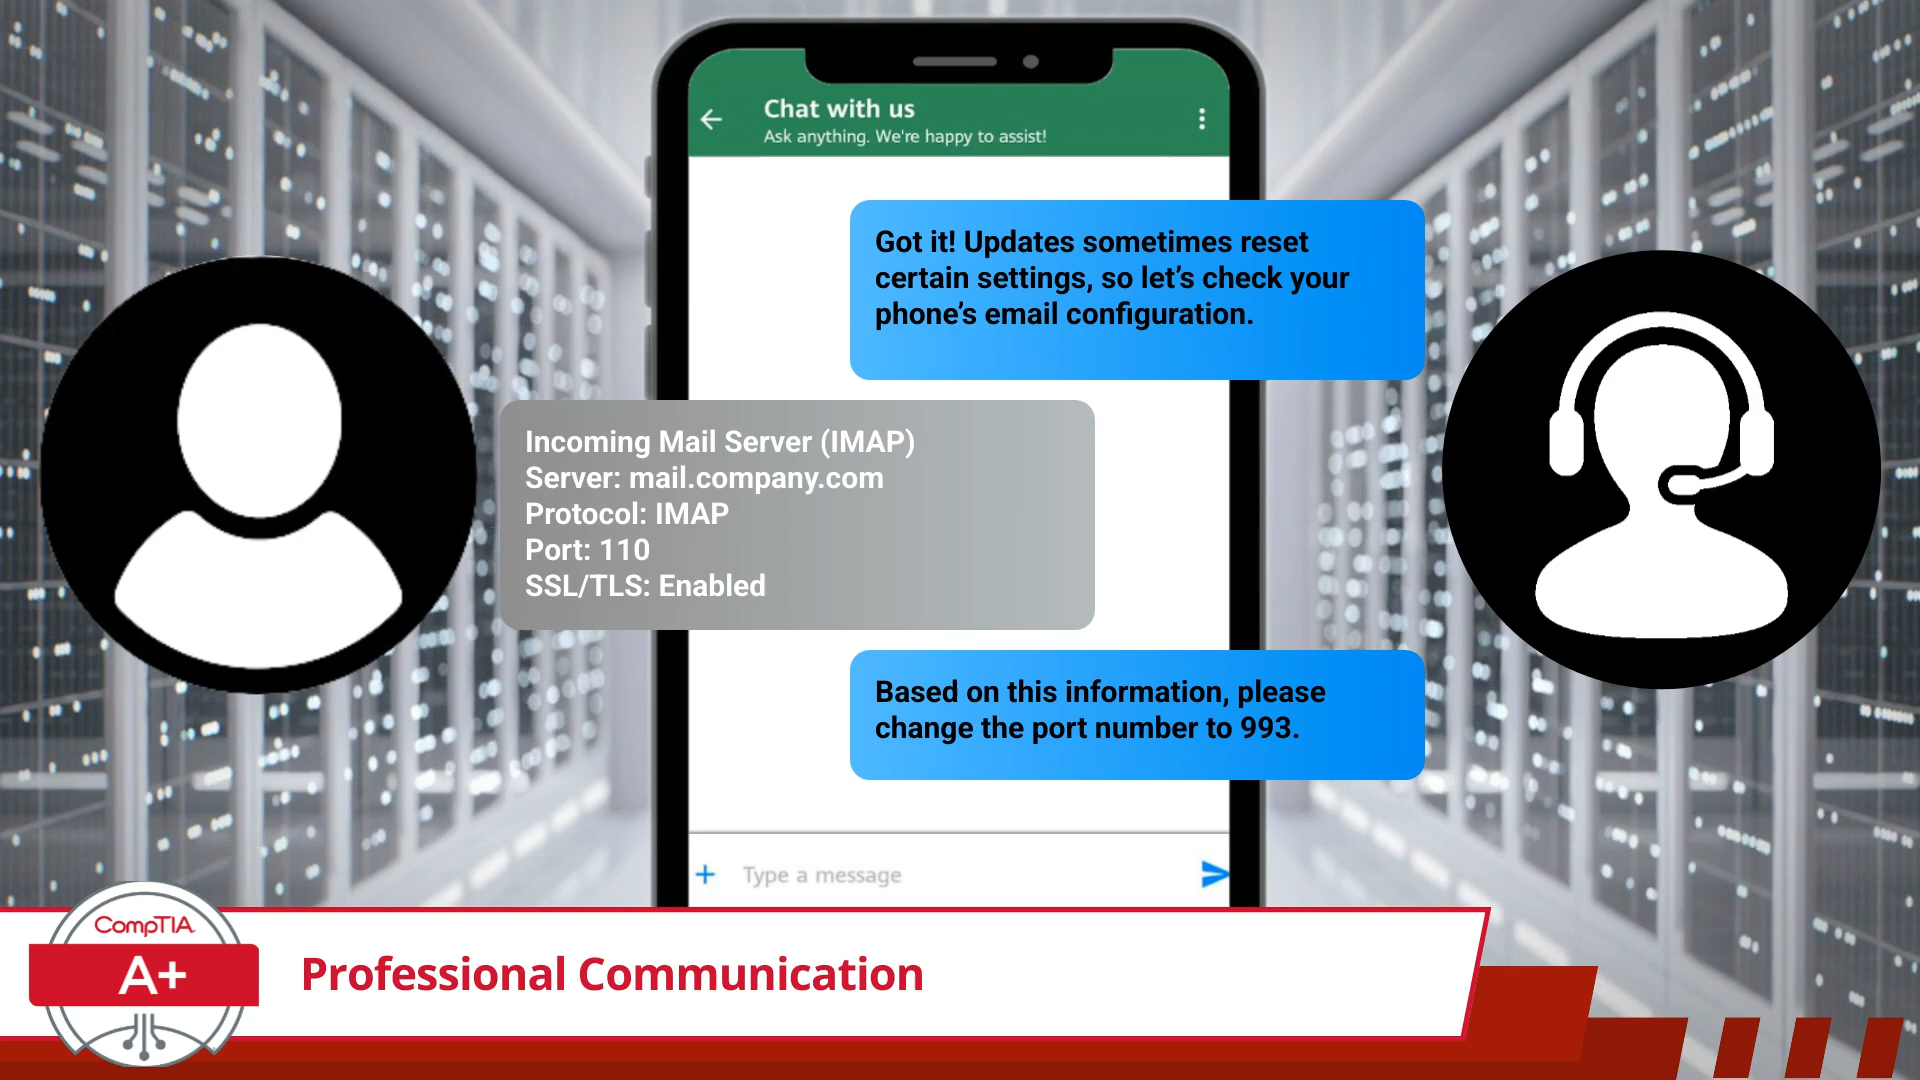 Chat with us
Ask anything. We're happy to assist!
Got it! Updates sometimes reset
certain settings, so let’s check your
phone’s email configuration.
Incoming Mail Server (IMAP)
Server: mail.company.com
Protocol: IMAP
Port: 110
SSL/TLS: Enabled
Based on this information, please
change the port number to 993.
Type a message
CompTIA
A+
Professional Communication